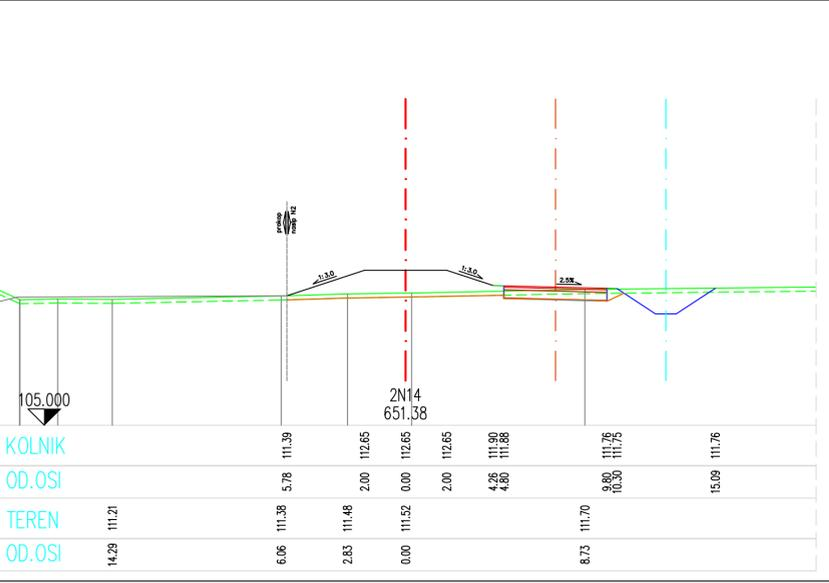 prokop
nasip N2
1:3.0
1:3.0
2.5%
105.000
2N14
651.38
KOLNIK 111.39 112.65 112.65 112.65 111.90 111.88 111.76 111.75 111.76
OD.OSI 5.78 2.00 0.00 2.00 4.26 4.80 9.80 10.30 15.09
TEREN 111.21 111.38 111.48 111.52 111.70
OD.OSI 14.29 6.06 2.83 0.00 8.73